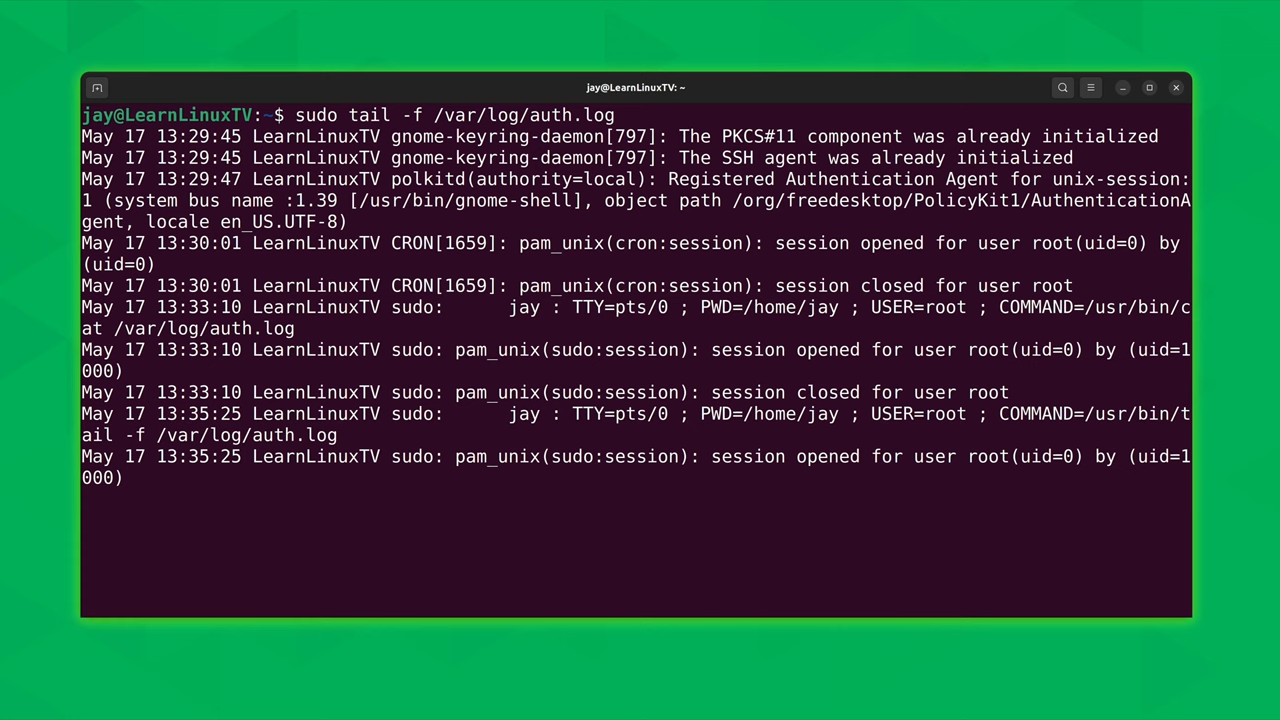 jay@LearnLinuxTV: ~
jay@LearnLinuxTV:~$ sudo tail -f /var/log/auth.log
May 17 13:29:45 LearnLinuxTV gnome-keyring-daemon[797]: The PKCS#11 component was already initialized
May 17 13:29:45 LearnLinuxTV gnome-keyring-daemon[797]: The SSH agent was already initialized
May 17 13:29:47 LearnLinuxTV polkitd(authority=local): Registered Authentication Agent for unix-session:
1 (system bus name :1.39 [/usr/bin/gnome-shell], object path /org/freedesktop/PolicyKit1/AuthenticationA
gent, locale en_US.UTF-8)
May 17 13:30:01 LearnLinuxTV CRON[1659]: pam_unix(cron:session): session opened for user root(uid=0) by
(uid=0)
May 17 13:30:01 LearnLinuxTV CRON[1659]: pam_unix(cron:session): session closed for user root
May 17 13:33:10 LearnLinuxTV sudo:      jay : TTY=pts/0 ; PWD=/home/jay ; USER=root ; COMMAND=/usr/bin/c
at /var/log/auth.log
May 17 13:33:10 LearnLinuxTV sudo: pam_unix(sudo:session): session opened for user root(uid=0) by (uid=1
000)
May 17 13:33:10 LearnLinuxTV sudo: pam_unix(sudo:session): session closed for user root
May 17 13:35:25 LearnLinuxTV sudo:      jay : TTY=pts/0 ; PWD=/home/jay ; USER=root ; COMMAND=/usr/bin/t
ail -f /var/log/auth.log
May 17 13:35:25 LearnLinuxTV sudo: pam_unix(sudo:session): session opened for user root(uid=0) by (uid=1
000)